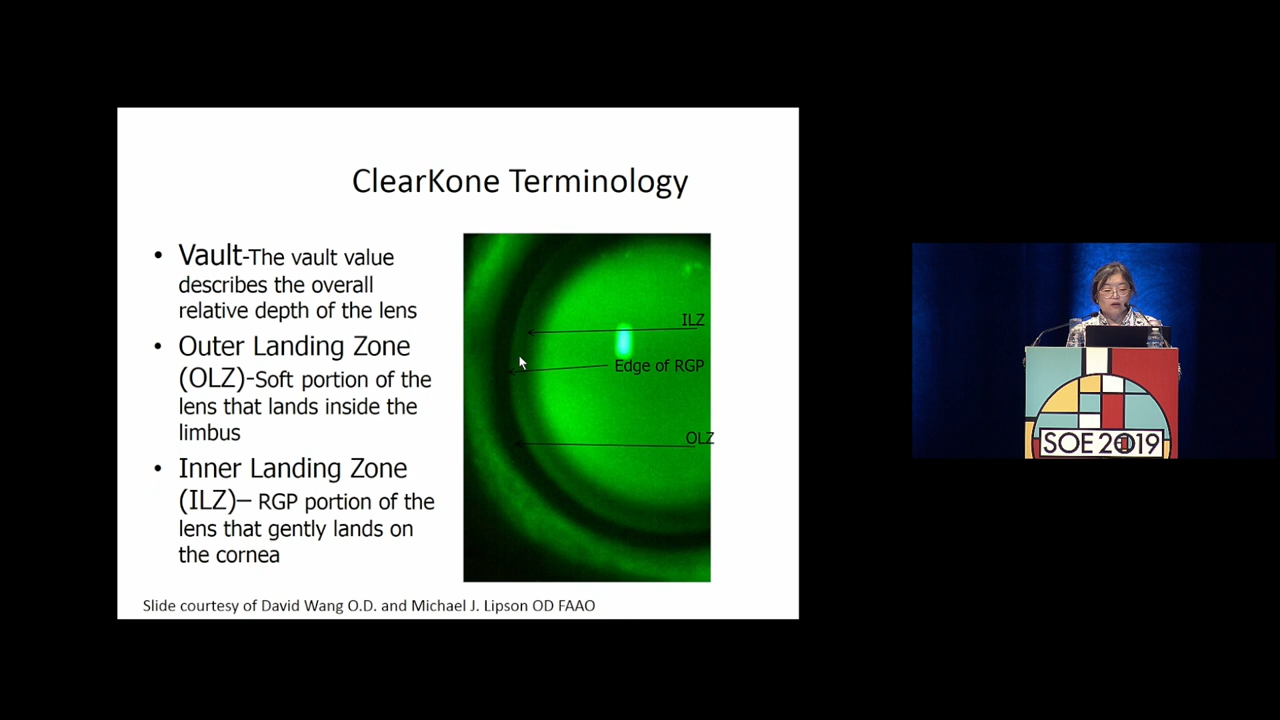 ClearKone Terminology
• Vault-The vault value
describes the overall
relative depth of the lens
• Outer Landing Zone
(OLZ)-Soft portion of the
lens that lands inside the
limbus
• Inner Landing Zone
(ILZ)– RGP portion of the
lens that gently lands on
the cornea
ILZ
Edge of RGP
OLZ
Slide courtesy of David Wang O.D. and Michael J. Lipson OD FAAO
SOE 2019